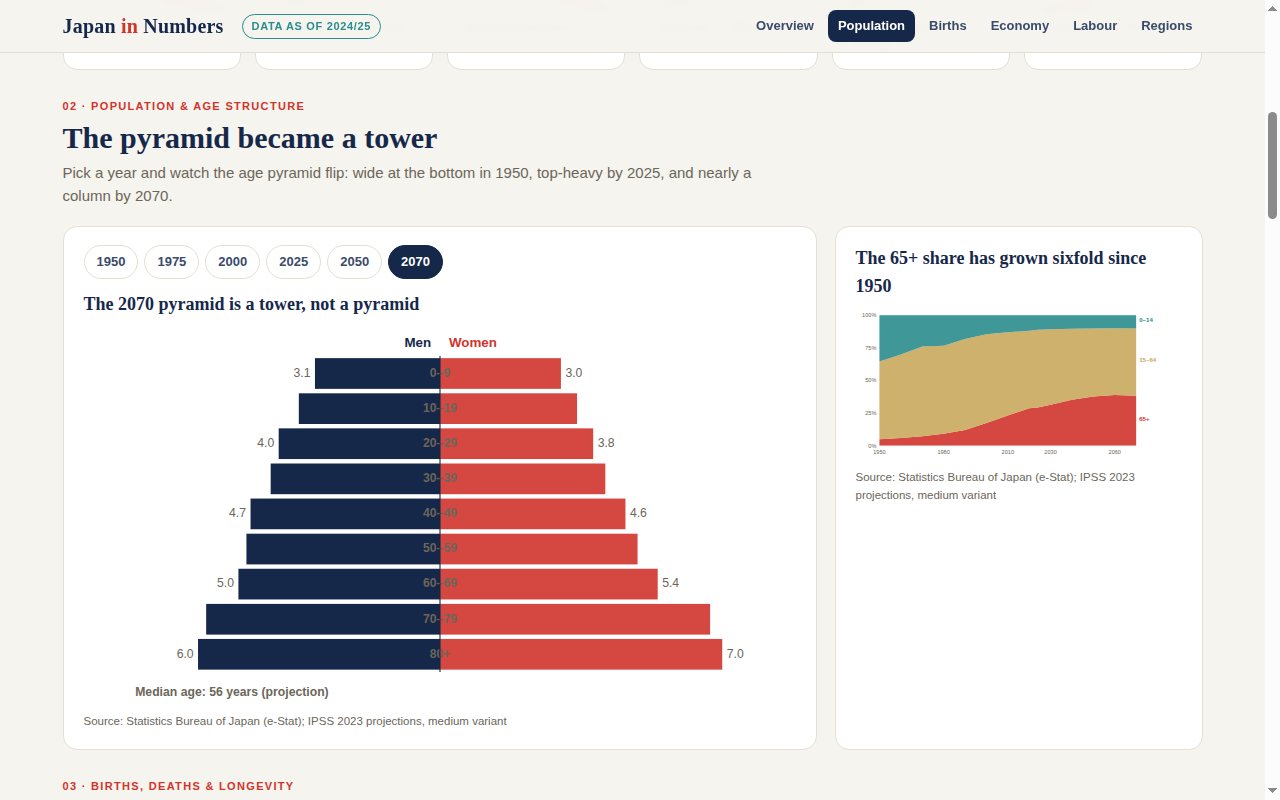 Japan in Numbers
DATA AS OF 2024/25
Overview
Population
Births
Economy
Labour
Regions
02 · POPULATION & AGE STRUCTURE
The pyramid became a tower
Pick a year and watch the age pyramid flip: wide at the bottom in 1950, top-heavy by 2025, and nearly a
column by 2070.
1950
1975
2000
2025
2050
2070
The 2070 pyramid is a tower, not a pyramid
Men
Women
3.1
0–9
3.0
10–19
4.0
20–29
3.8
30–39
4.7
40–49
4.6
50–59
5.0
60–69
5.4
70–79
6.0
80+
7.0
Median age: 56 years (projection)
Source: Statistics Bureau of Japan (e-Stat); IPSS 2023 projections, medium variant
The 65+ share has grown sixfold since
1950
100%
0–14
75%
15–64
50%
25%
65+
0%
1950
1980
2010
2030
2060
Source: Statistics Bureau of Japan (e-Stat); IPSS 2023
projections, medium variant
03 · BIRTHS, DEATHS & LONGEVITY